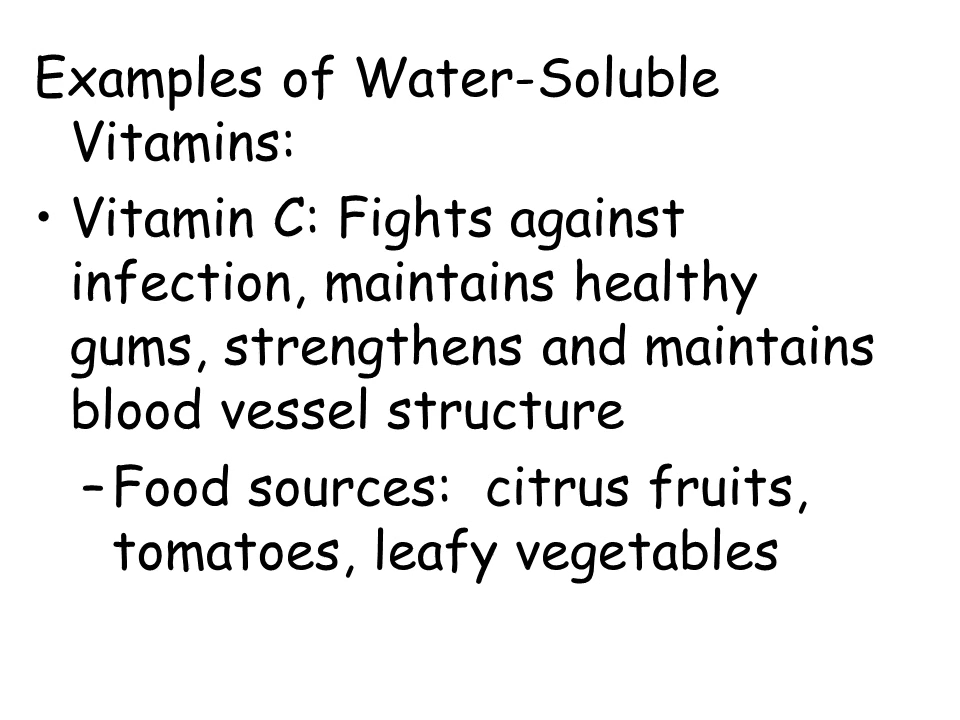 Examples of Water-Soluble
Vitamins:
• Vitamin C: Fights against
infection, maintains healthy
gums, strengthens and maintains
blood vessel structure
– Food sources:  citrus fruits,
tomatoes, leafy vegetables